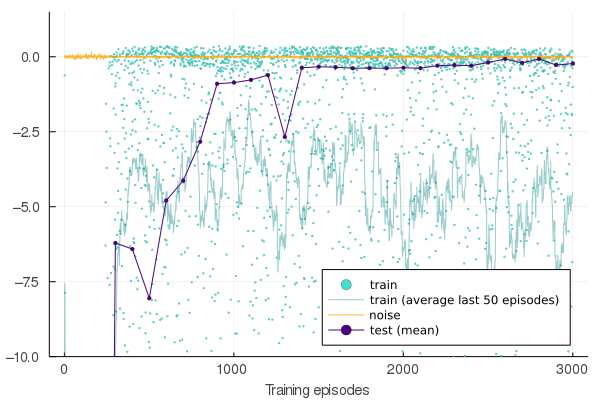 0.0
−2.5
−5.0
−7.5
−10.0
train
train (average last 50 episodes)
noise
test (mean)
0
1000
2000
3000
Training episodes